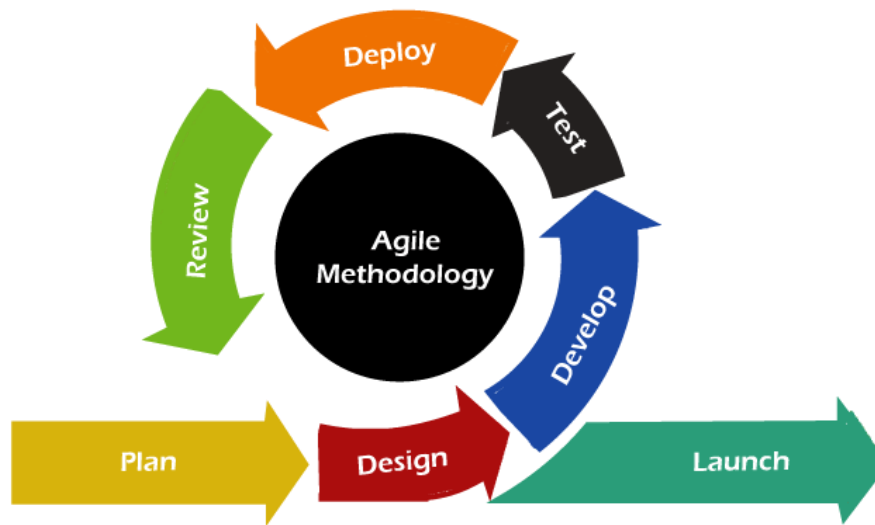 Deploy
Test
Review
Agile
Methodology
Develop
Plan
Design
Launch